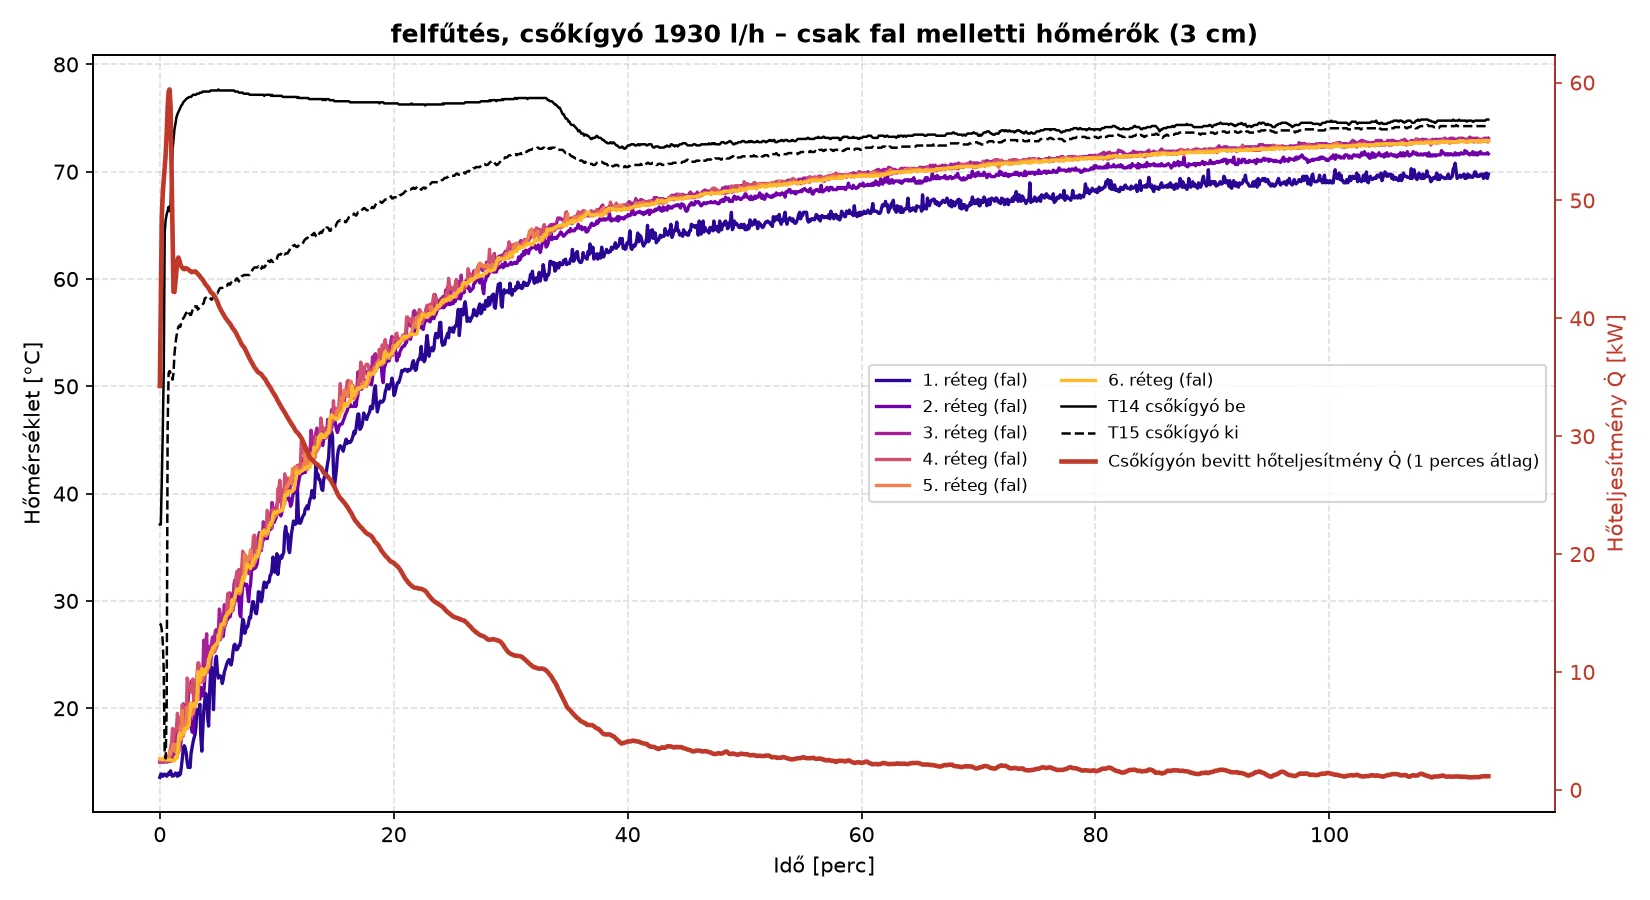 felfűtés, csőkígyó 1930 l/h – csak fal melletti hőmérők (3 cm)
Hőmérséklet [°C]
80
70
60
50
40
30
20
60
50
40
30
20
10
0
Hőteljesítmény Q̇ [kW]
1. réteg (fal)
2. réteg (fal)
3. réteg (fal)
4. réteg (fal)
5. réteg (fal)
6. réteg (fal)
T14 csőkígyó be
T15 csőkígyó ki
Csőkígyón bevitt hőteljesítmény Q̇ (1 perces átlag)
0
20
40
60
80
100
Idő [perc]